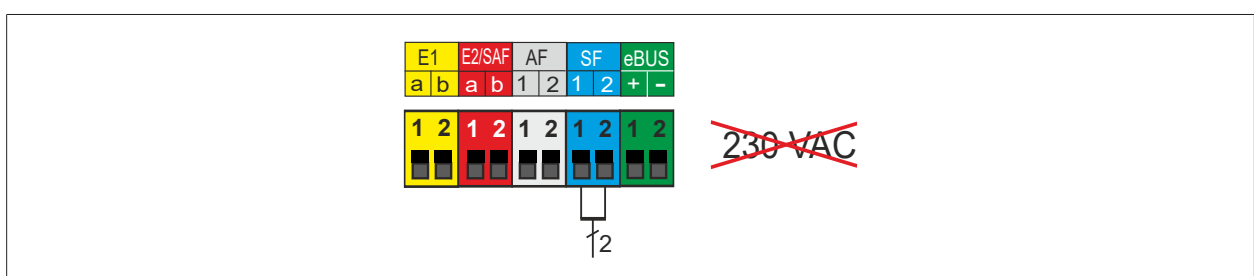 E1 E2/SAF AF SF eBUS
a b a b 1 2 1 2 + -
1 2 1 2 1 2 1 2 1 2
230 VAC
2